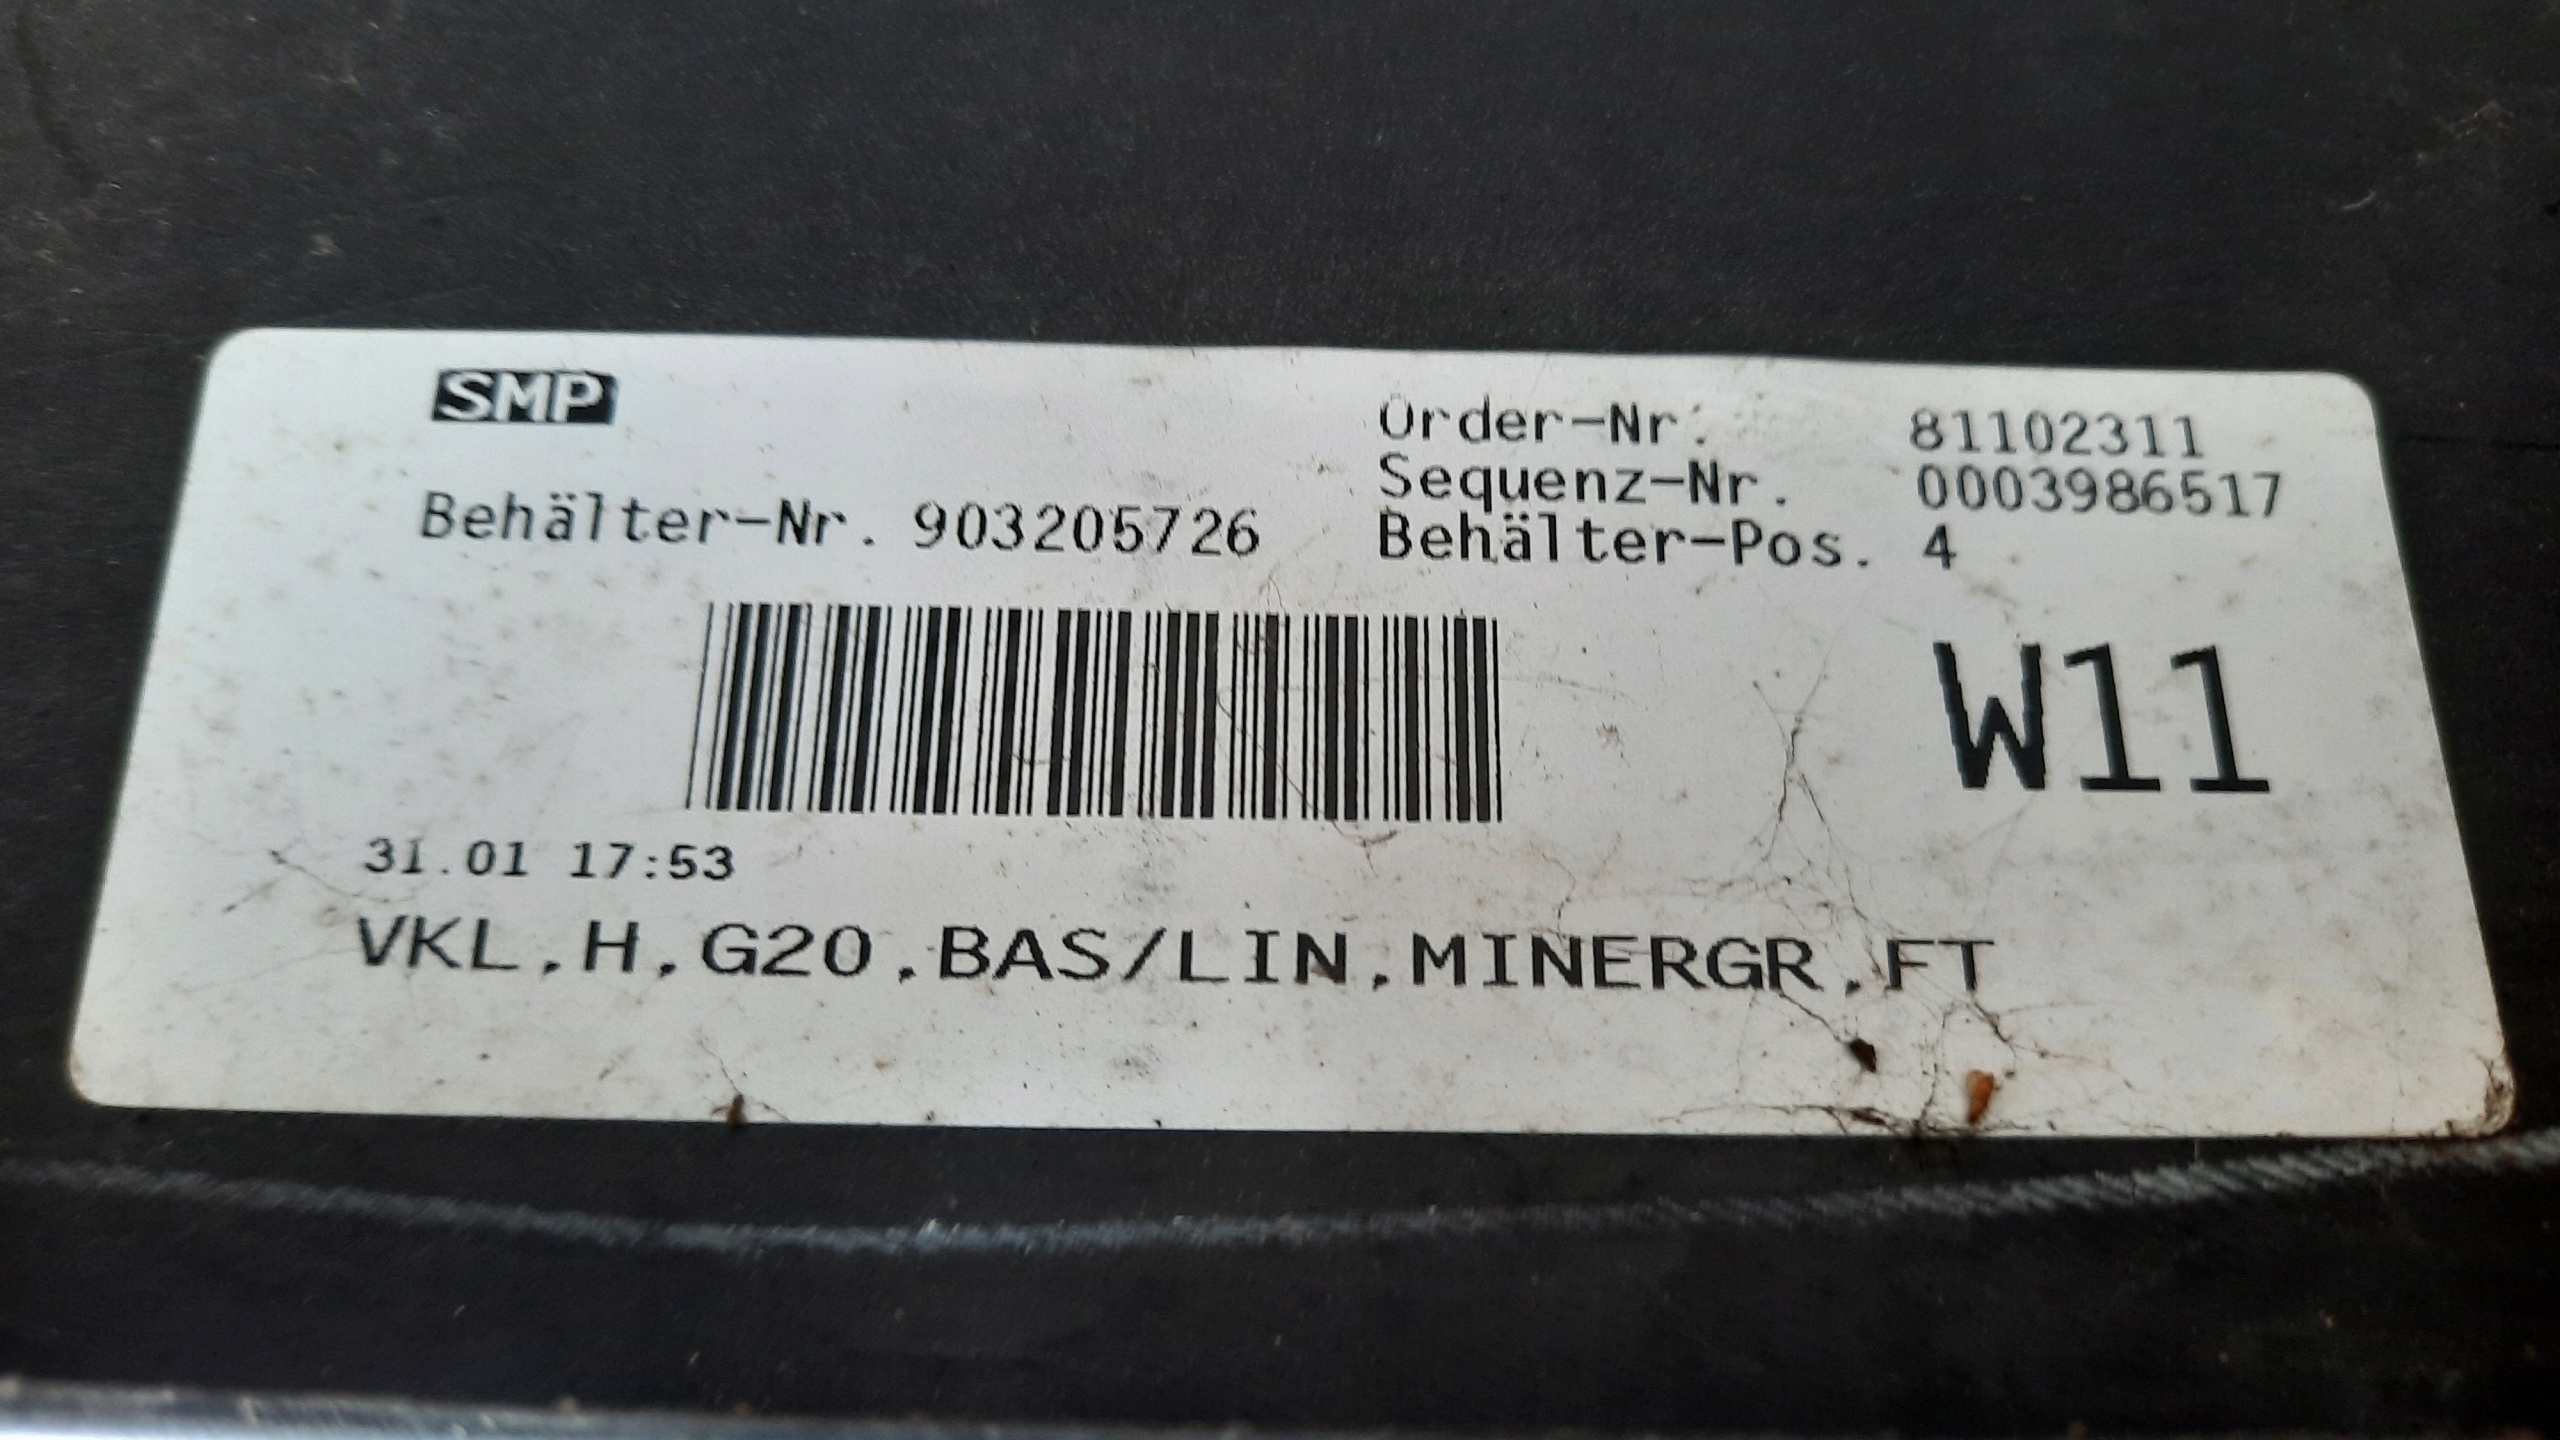 SMP
Order-Nr. 81102311
Sequenz-Nr. 0003986517
Behälter-Nr. 903205726
Behälter-Pos. 4
W11
31.01 17:53
VKL,H,G20,BAS/LIN,MINERGR,FT